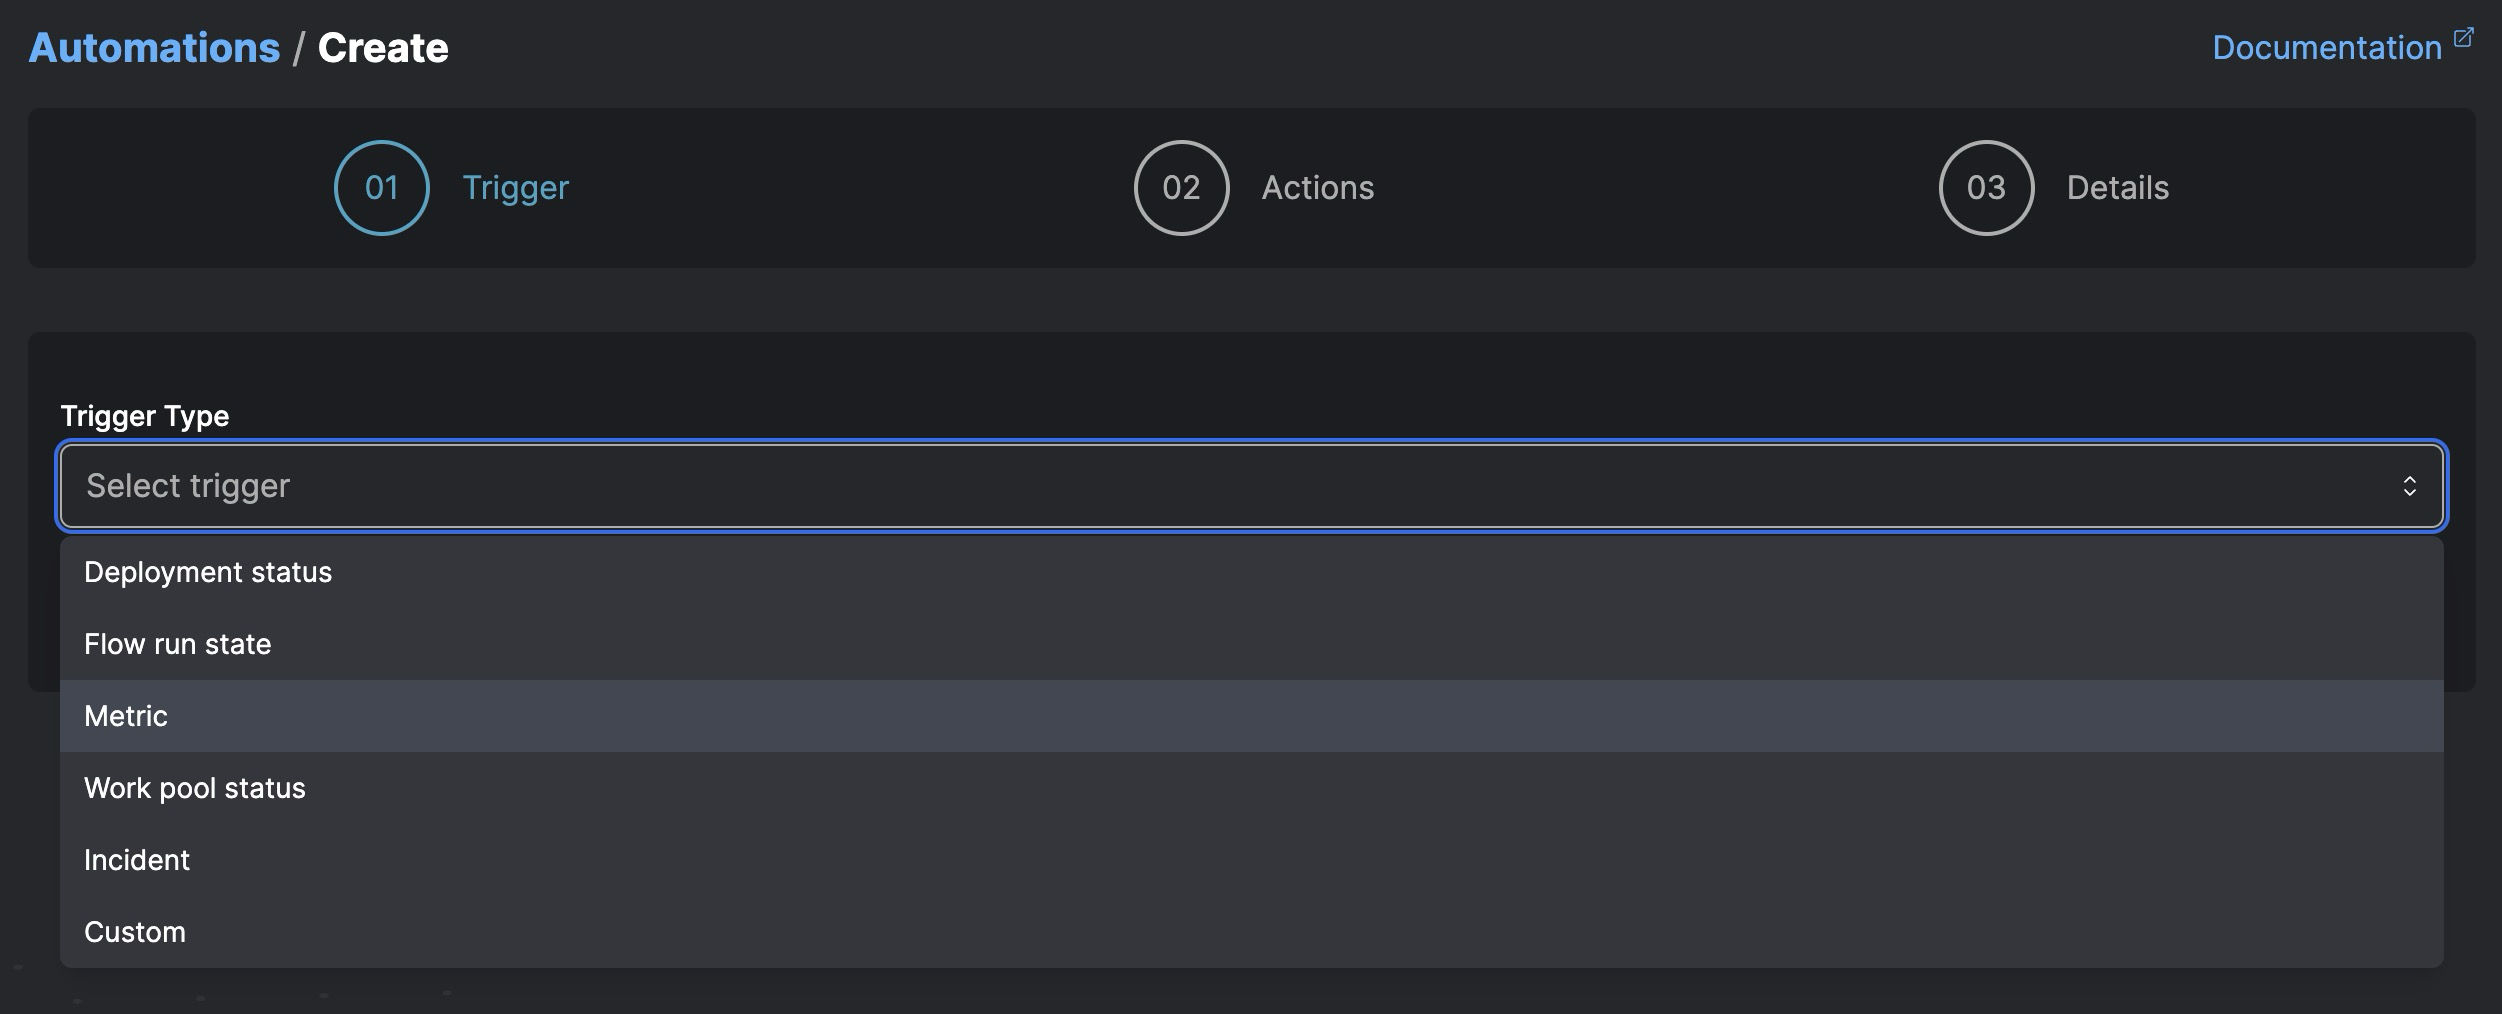 Automations / Create
Documentation
01 Trigger
02 Actions
03 Details
Trigger Type
Select trigger
Deployment status
Flow run state
Metric
Work pool status
Incident
Custom